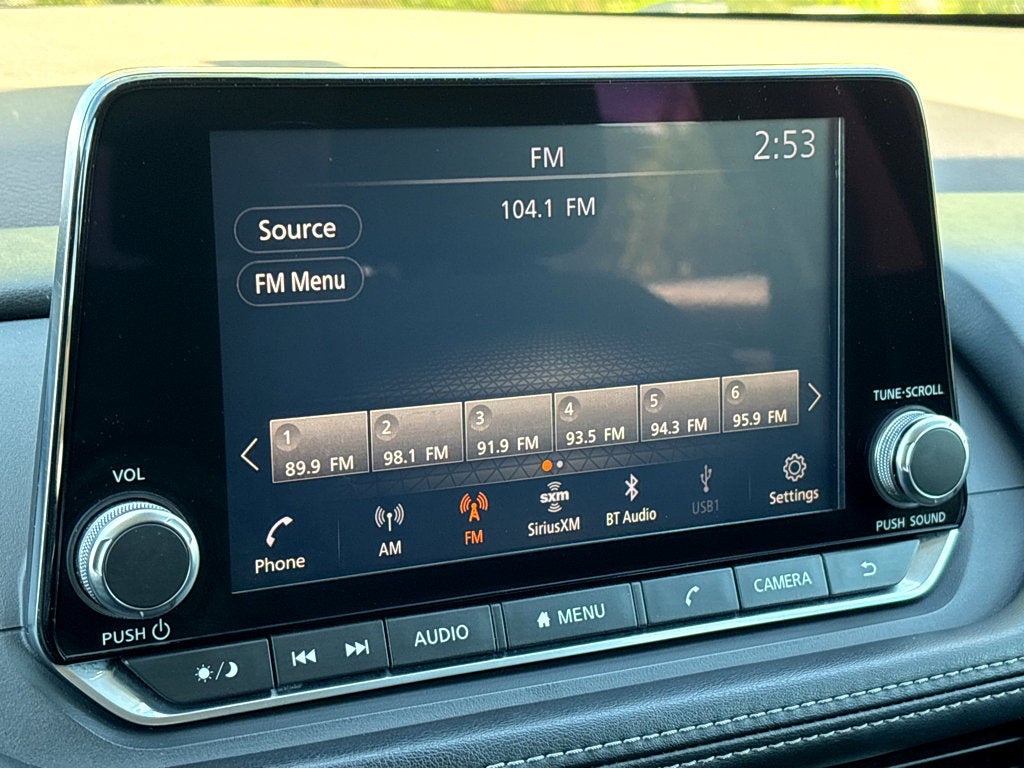 FM
2:53
104.1 FM
Source
FM Menu
1
89.9 FM
2
98.1 FM
3
91.9 FM
4
93.5 FM
5
94.3 FM
6
95.9 FM
Phone
AM
FM
sxm
SiriusXM
BT Audio
USB1
Settings
VOL
PUSH
TUNE·SCROLL
PUSH SOUND
AUDIO
MENU
CAMERA